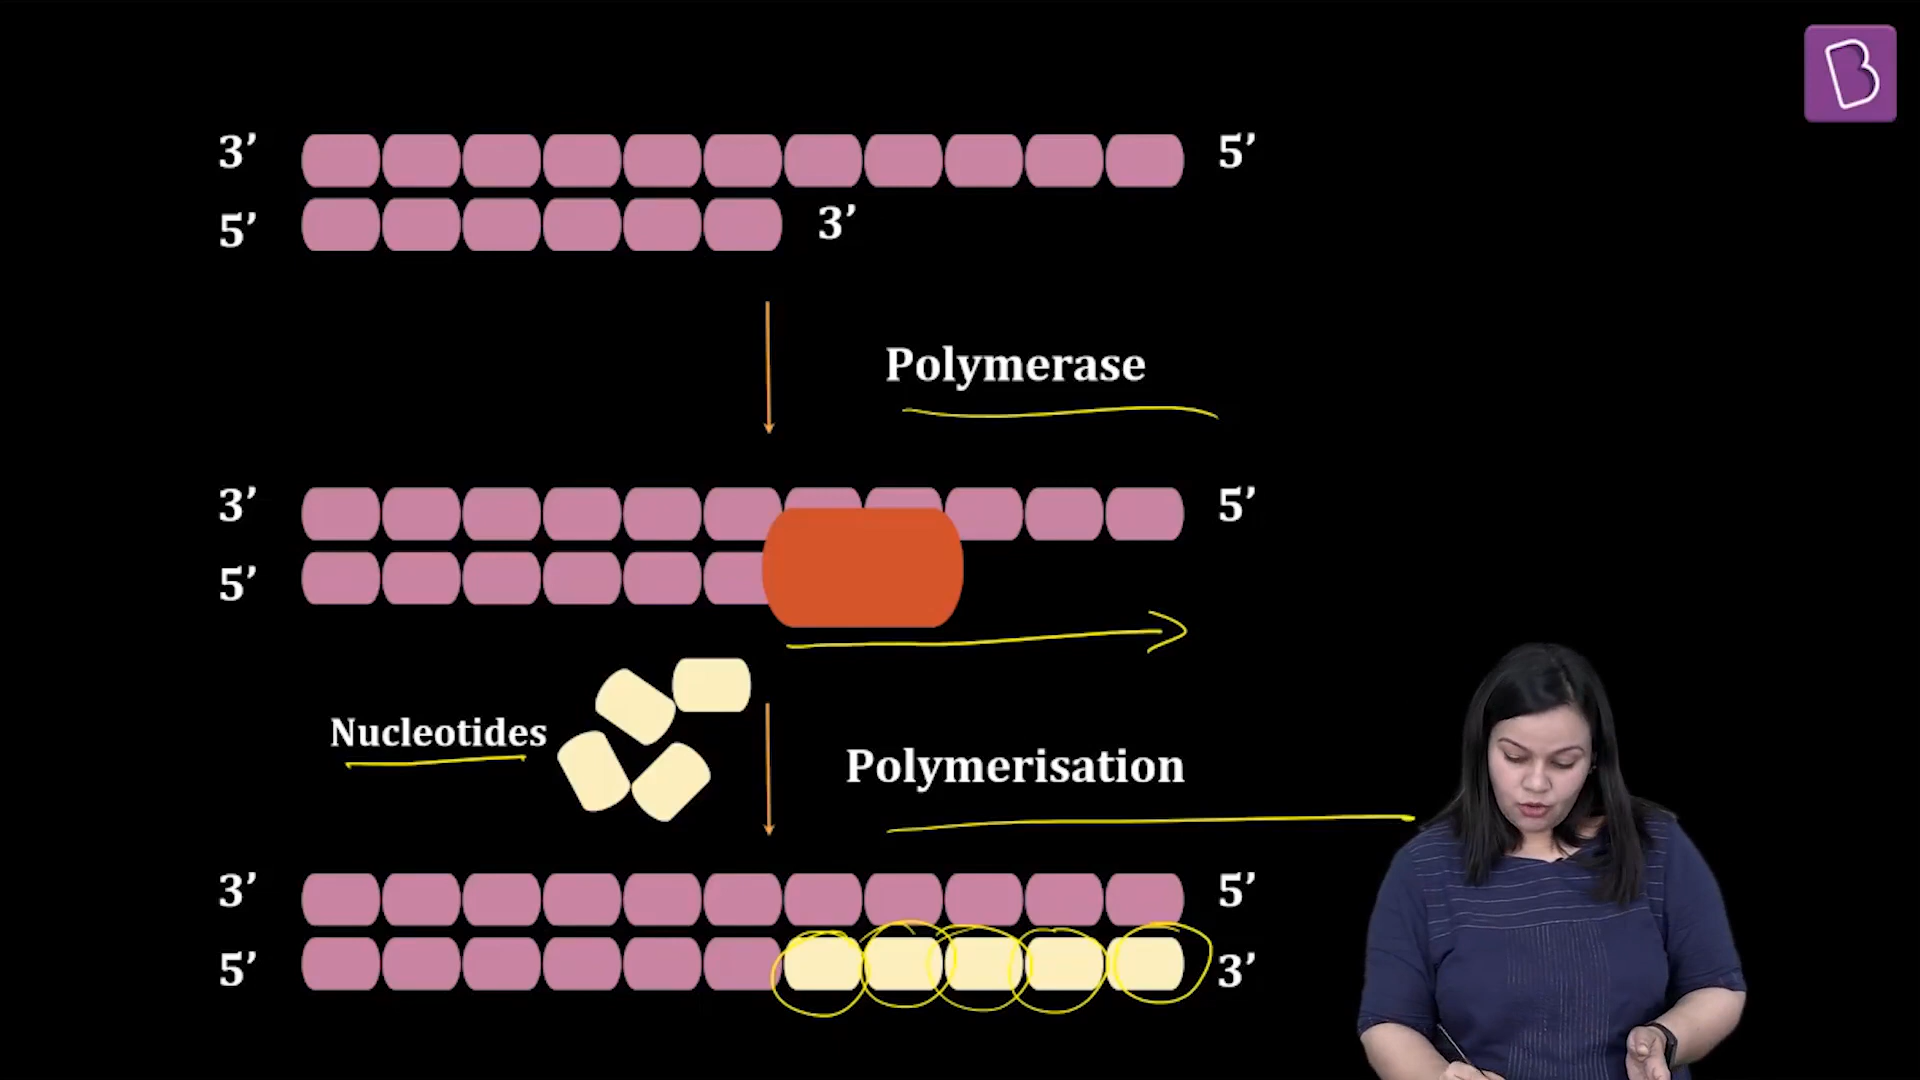 B
3’ 5’
5’ 3’
Polymerase
3’ 5’
5’
Nucleotides
Polymerisation
3’ 5’
5’ 3’